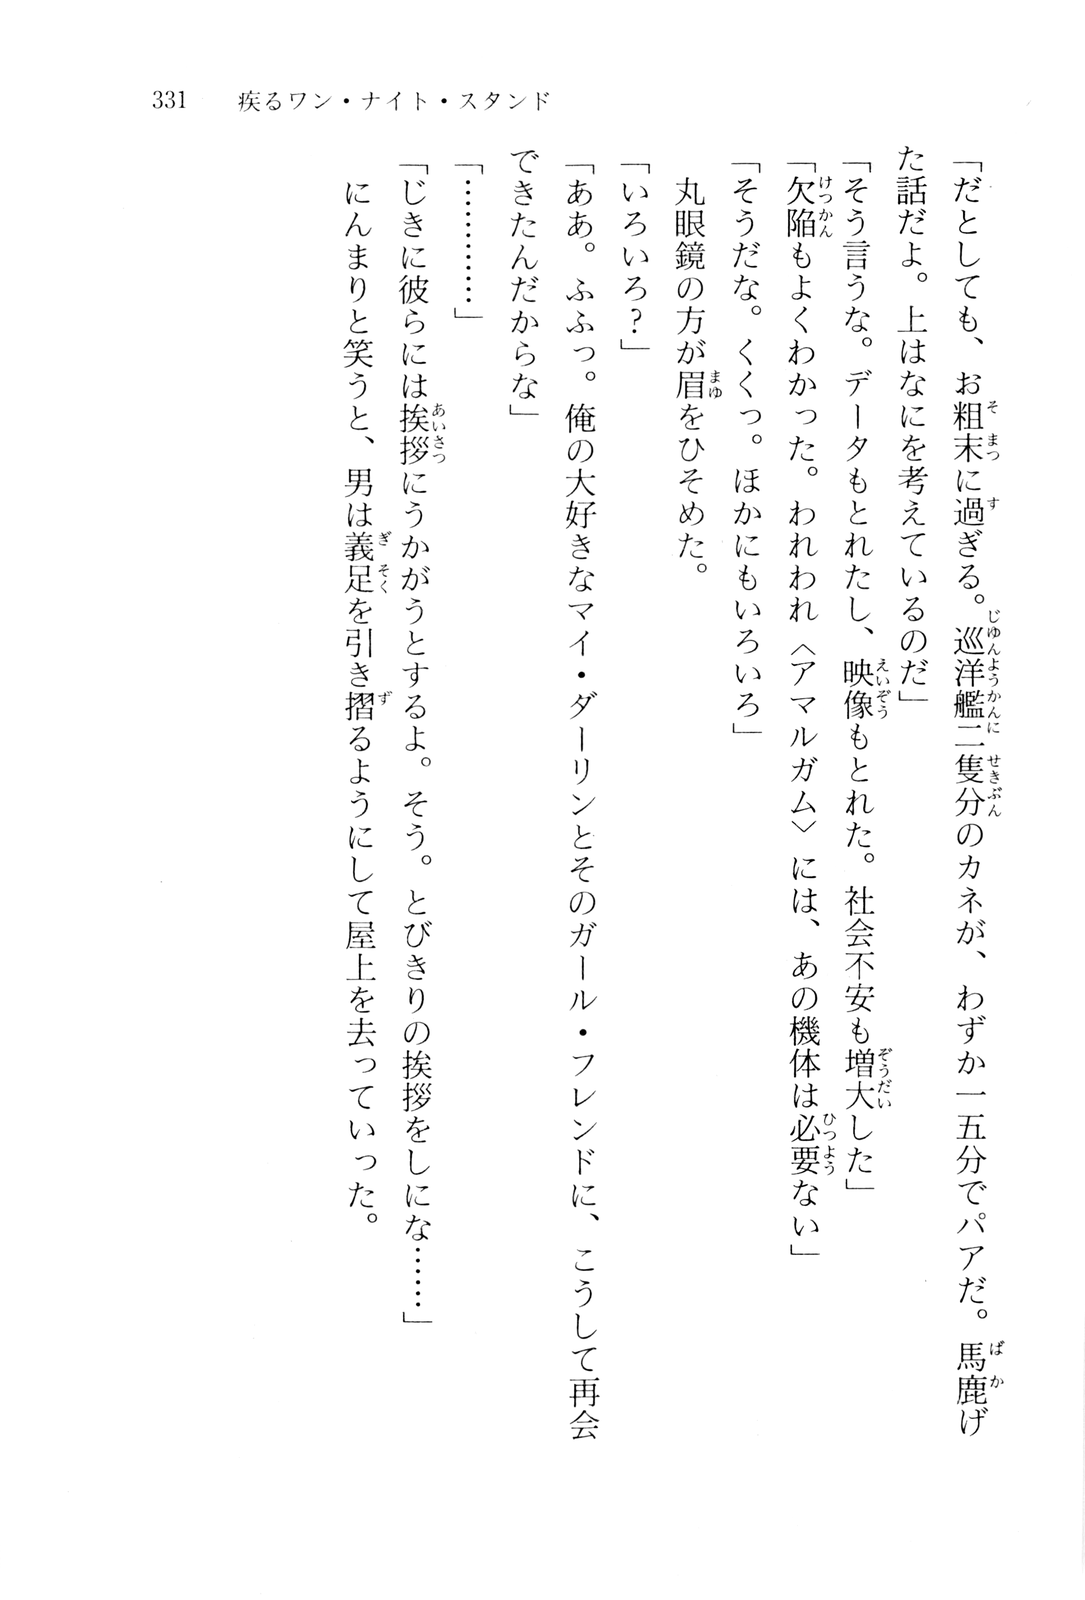 331　疾るワン・ナイト・スタンド
「だとしても、お粗末に過ぎる。巡洋艦二隻分のカネが、わずか一五分でパアだ。馬鹿げ
た話だよ。上はなにを考えているのだ」
「そう言うな。データもとれたし、映像もとれた。社会不安も増大した」
「欠陥もよくわかった。われわれ〈アマルガム〉には、あの機体は必要ない」
「そうだな。くくっ。ほかにもいろいろ」
　丸眼鏡の方が眉をひそめた。
「いろいろ？」
「ああ。ふふっ。俺の大好きなマイ・ダーリンとそのガール・フレンドに、こうして再会
できたんだからな」
「…………」
「じきに彼らには挨拶にうかがうとするよ。そう。とびきりの挨拶をしにな……」
　にんまりと笑うと、男は義足を引き摺るようにして屋上を去っていった。